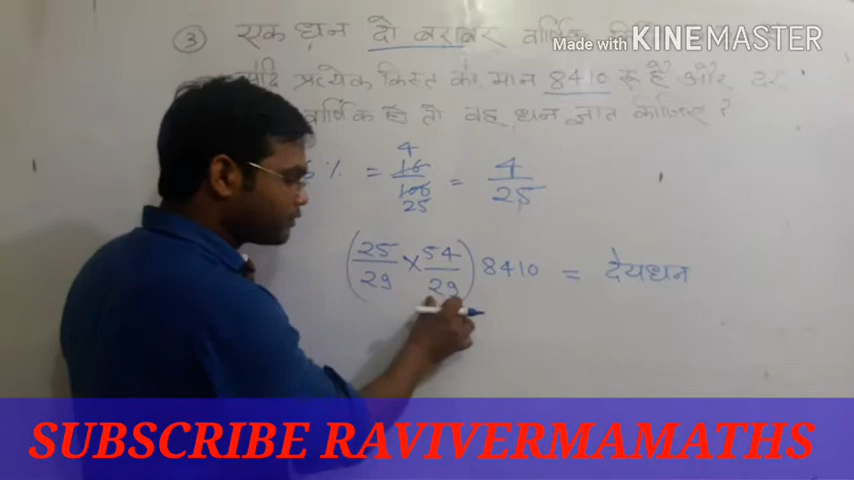 Made with KINEMASTER
③ एक धन दो बराबर वार्षिक
प्रत्येक किस्त का मान 8410 रू है और दर
वार्षिक है तो वह धन ज्ञात कीजिए ?
% = 16/100 = 4/25
4
25
(25/29 × 54/29) 8410 = देयधन
SUBSCRIBE RAVIVERMAMATHS